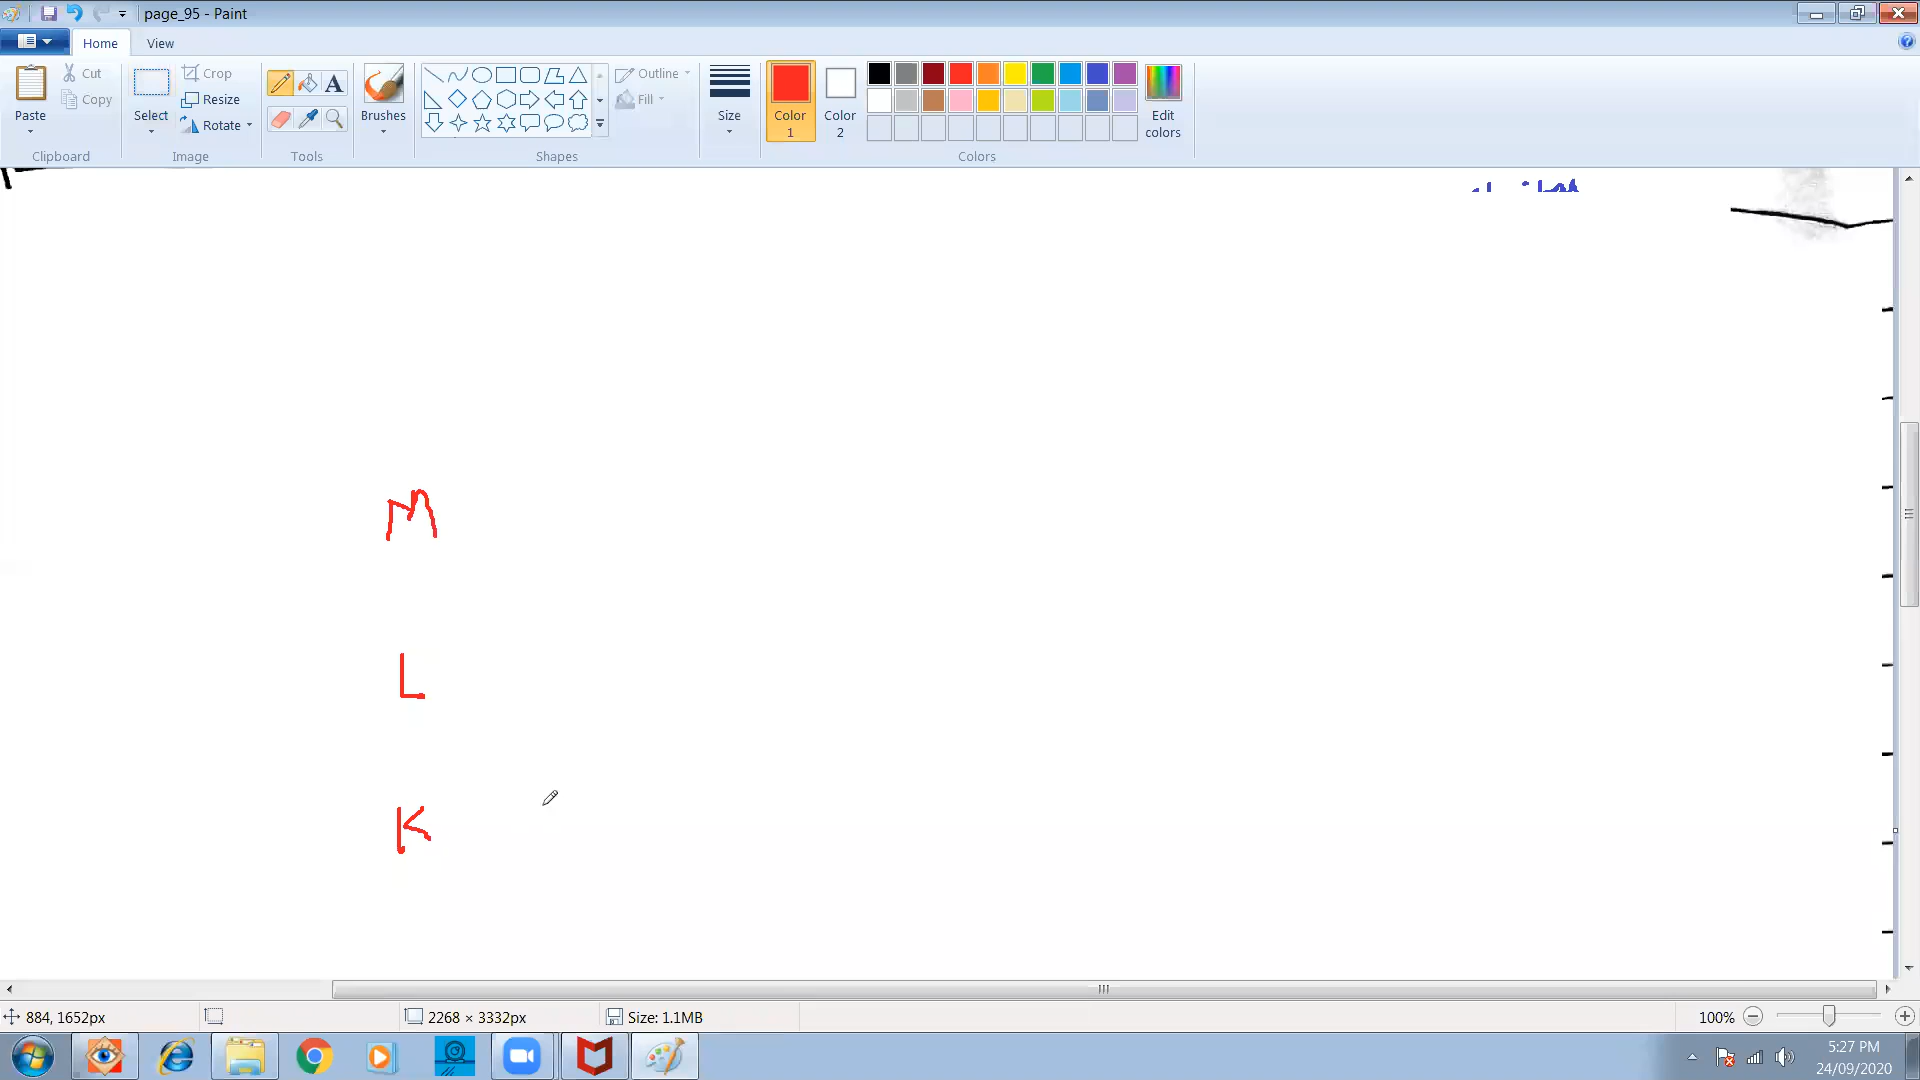 page_95 - Paint
Home View
Paste
Cut
Copy
Clipboard
Select
Crop
Resize
Rotate
Image
Tools
Brushes
Shapes
Outline
Fill
Size
Color 1
Color 2
Edit colors
Colors
M
L
K
884, 1652px
2268 × 3332px
Size: 1.1MB
100%
5:27 PM
24/09/2020